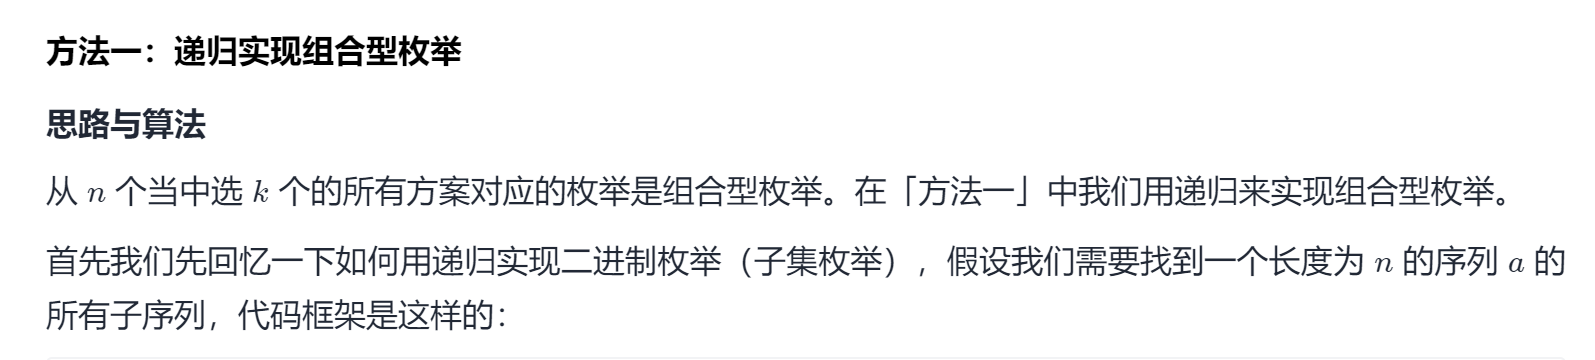 方法一：递归实现组合型枚举
思路与算法
从 n 个当中选 k 个的所有方案对应的枚举是组合型枚举。在「方法一」中我们用递归来实现组合型枚举。
首先我们先回忆一下如何用递归实现二进制枚举（子集枚举），假设我们需要找到一个长度为 n 的序列 a 的
所有子序列，代码框架是这样的：